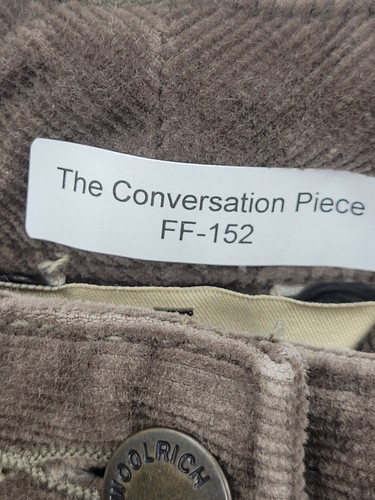 The Conversation Piece
FF-152
WOOLRICH